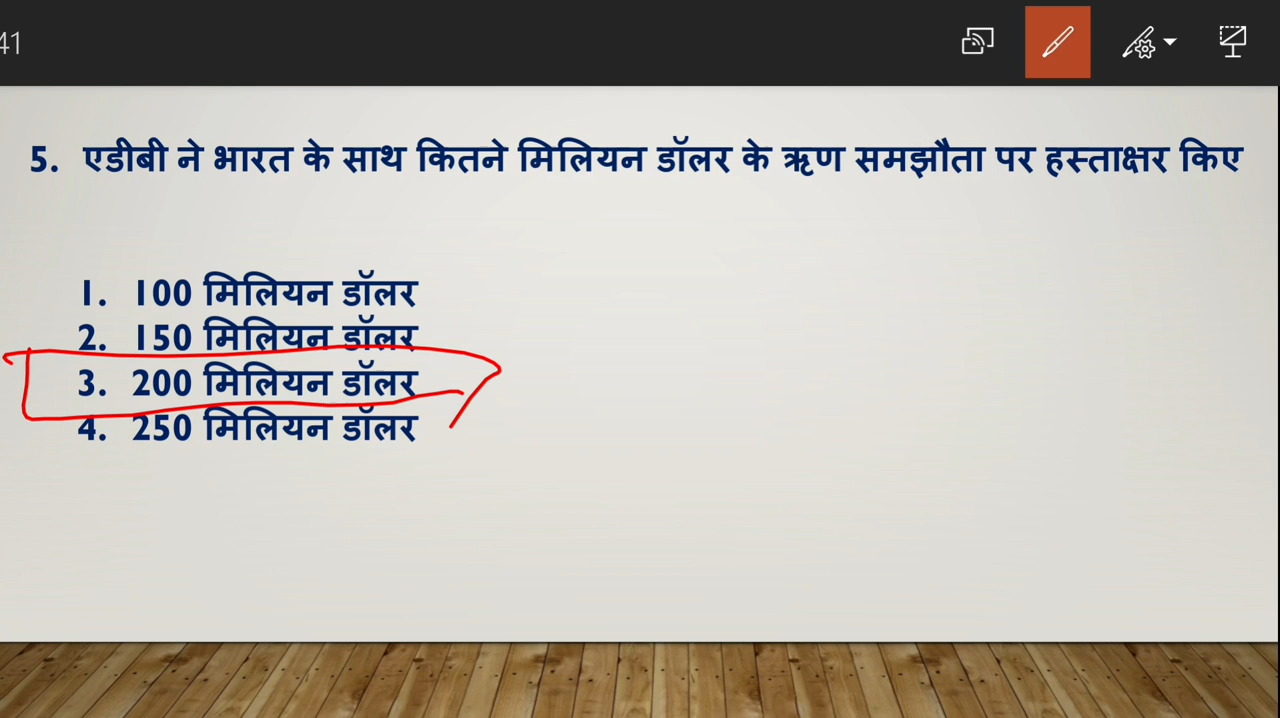 41
5. एडीबी ने भारत के साथ कितने मिलियन डॉलर के ऋण समझौता पर हस्ताक्षर किए
1. 100 मिलियन डॉलर
2. 150 मिलियन डॉलर
3. 200 मिलियन डॉलर
4. 250 मिलियन डॉलर